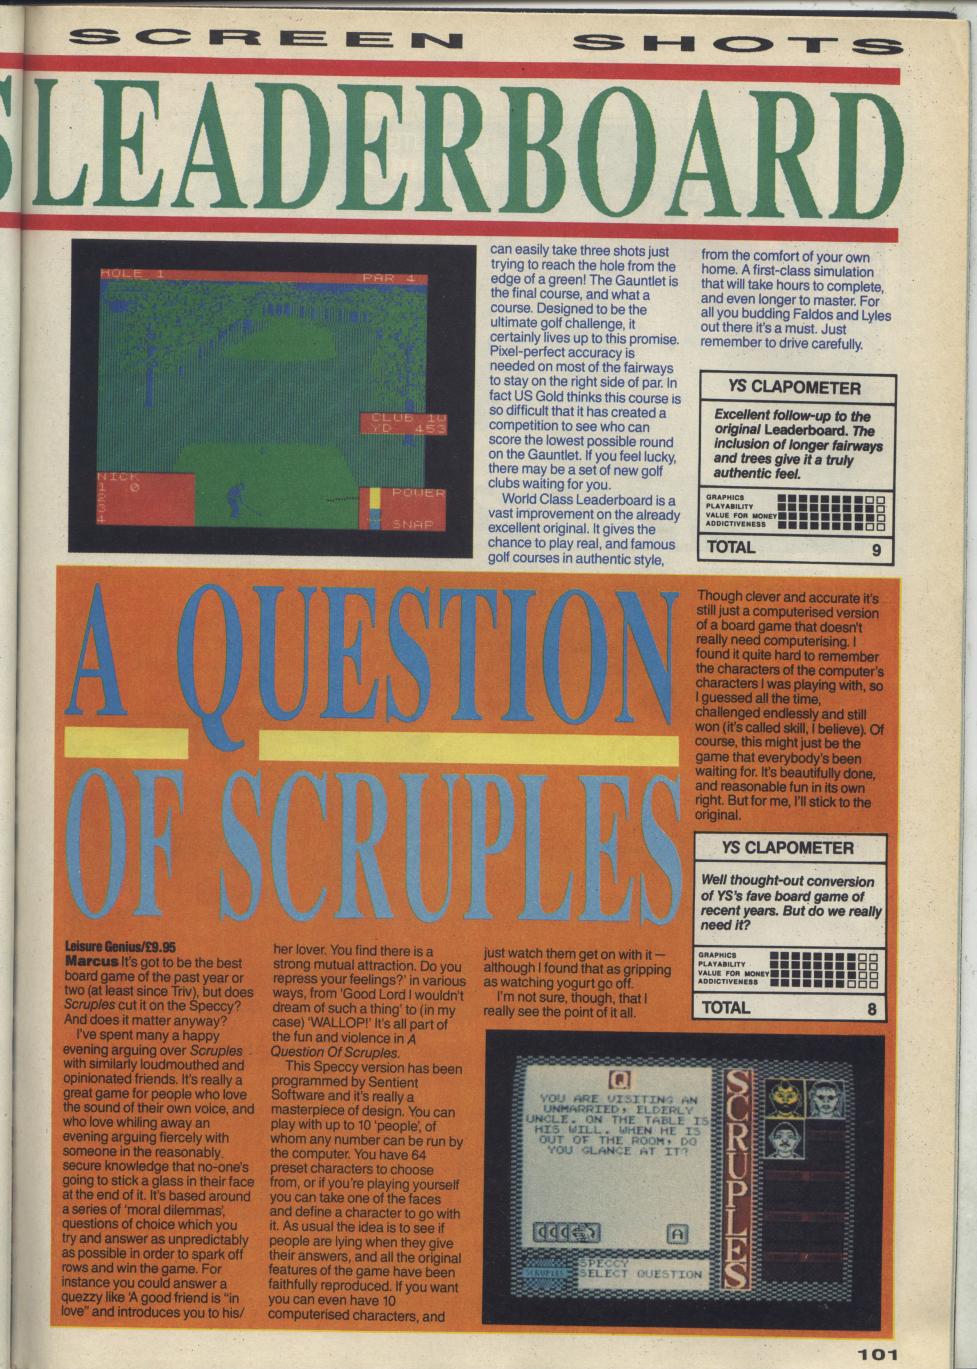 SCREEN SHOTS
SLEADERBOARD
HOLE 1 PAR 4
CLUB 1W
YD 453
NICK
1 0
2
3
4
POWER
SNAP
can easily take three shots just
trying to reach the hole from the
edge of a green! The Gauntlet is
the final course, and what a
course. Designed to be the
ultimate golf challenge, it
certainly lives up to this promise.
Pixel-perfect accuracy is
needed on most of the fairways
to stay on the right side of par. In
fact US Gold thinks this course is
so difficult that it has created a
competition to see who can
score the lowest possible round
on the Gauntlet. If you feel lucky,
there may be a set of new golf
clubs waiting for you.
World Class Leaderboard is a
vast improvement on the already
excellent original. It gives the
chance to play real, and famous
golf courses in authentic style,
from the comfort of your own
home. A first-class simulation
that will take hours to complete,
and even longer to master. For
all you budding Faldos and Lyles
out there it's a must. Just
remember to drive carefully.
YS CLAPOMETER
Excellent follow-up to the
original Leaderboard. The
inclusion of longer fairways
and trees give it a truly
authentic feel.
GRAPHICS
PLAYABILITY
VALUE FOR MONEY
ADDICTIVENESS
TOTAL 9
A QUESTION
OF SCRUPLES
Leisure Genius/£9.95
Marcus It's got to be the best
board game of the past year or
two (at least since Triv), but does
Scruples cut it on the Speccy?
And does it matter anyway?
I've spent many a happy
evening arguing over Scruples
with similarly loudmouthed and
opinionated friends. It's really a
great game for people who love
the sound of their own voice, and
who love whiling away an
evening arguing fiercely with
someone in the reasonably.
secure knowledge that no-one's
going to stick a glass in their face
at the end of it. It's based around
a series of 'moral dilemmas',
questions of choice which you
try and answer as unpredictably
as possible in order to spark off
rows and win the game. For
instance you could answer a
quezzy like 'A good friend is "in
love" and introduces you to his/
her lover. You find there is a
strong mutual attraction. Do you
repress your feelings?' in various
ways, from 'Good Lord I wouldn't
dream of such a thing' to (in my
case) 'WALLOP!' It's all part of
the fun and violence in A
Question Of Scruples.
This Speccy version has been
programmed by Sentient
Software and it's really a
masterpiece of design. You can
play with up to 10 'people', of
whom any number can be run by
the computer. You have 64
preset characters to choose
from, or if you're playing yourself
you can take one of the faces
and define a character to go with
it. As usual the idea is to see if
people are lying when they give
their answers, and all the original
features of the game have been
faithfully reproduced. If you want
you can even have 10
computerised characters, and
just watch them get on with it —
although I found that as gripping
as watching yogurt go off.
I'm not sure, though, that I
really see the point of it all.
Though clever and accurate it's
still just a computerised version
of a board game that doesn't
really need computerising. I
found it quite hard to remember
the characters of the computer's
characters I was playing with, so
I guessed all the time,
challenged endlessly and still
won (it's called skill, I believe). Of
course, this might just be the
game that everybody's been
waiting for. It's beautifully done,
and reasonable fun in its own
right. But for me, I'll stick to the
original.
YS CLAPOMETER
Well thought-out conversion
of YS's fave board game of
recent years. But do we really
need it?
GRAPHICS
PLAYABILITY
VALUE FOR MONEY
ADDICTIVENESS
TOTAL 8
Q
YOU ARE VISITING AN
UNMARRIED, ELDERLY
UNCLE. ON THE TABLE IS
HIS WILL. WHEN HE IS
OUT OF THE ROOM, DO
YOU GLANCE AT IT?
A
SCRUPLES
SCRUPLES
SPECCY
SELECT QUESTION
101